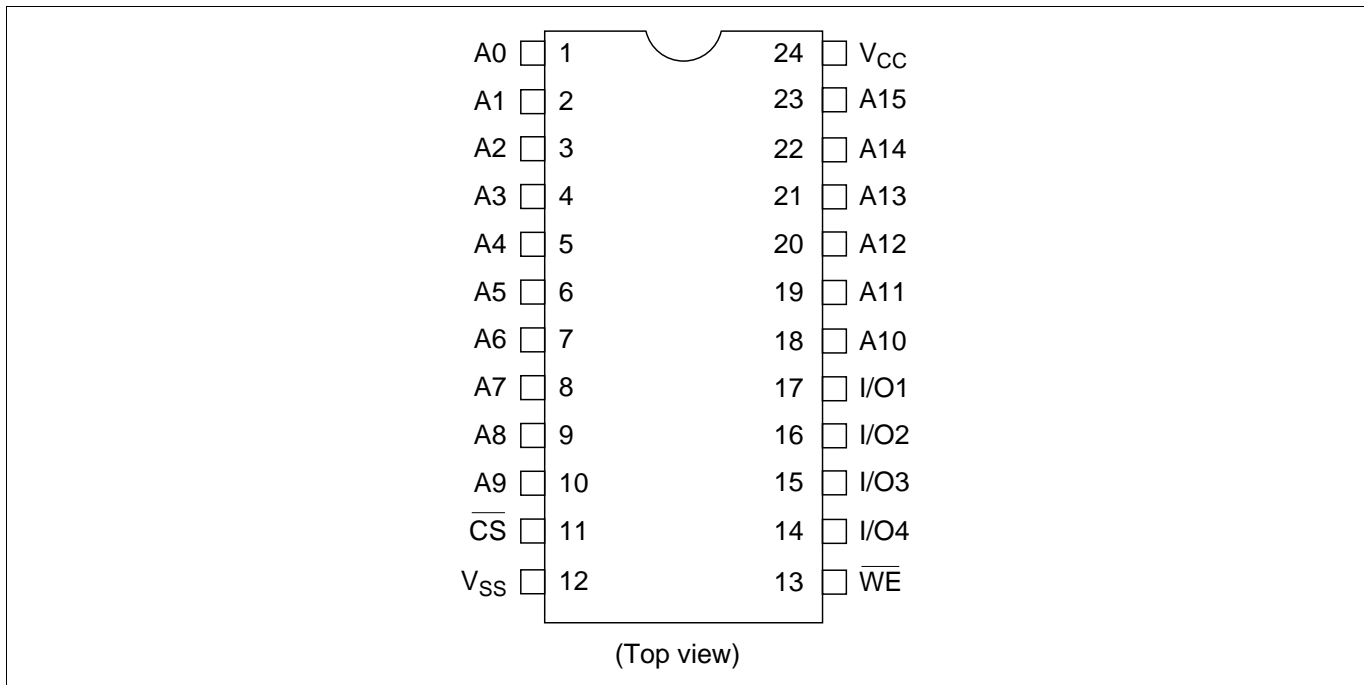 A0 1 24 VCC
A1 2 23 A15
A2 3 22 A14
A3 4 21 A13
A4 5 20 A12
A5 6 19 A11
A6 7 18 A10
A7 8 17 I/O1
A8 9 16 I/O2
A9 10 15 I/O3
C̅S̅ 11 14 I/O4
VSS 12 13 W̅E̅
(Top view)